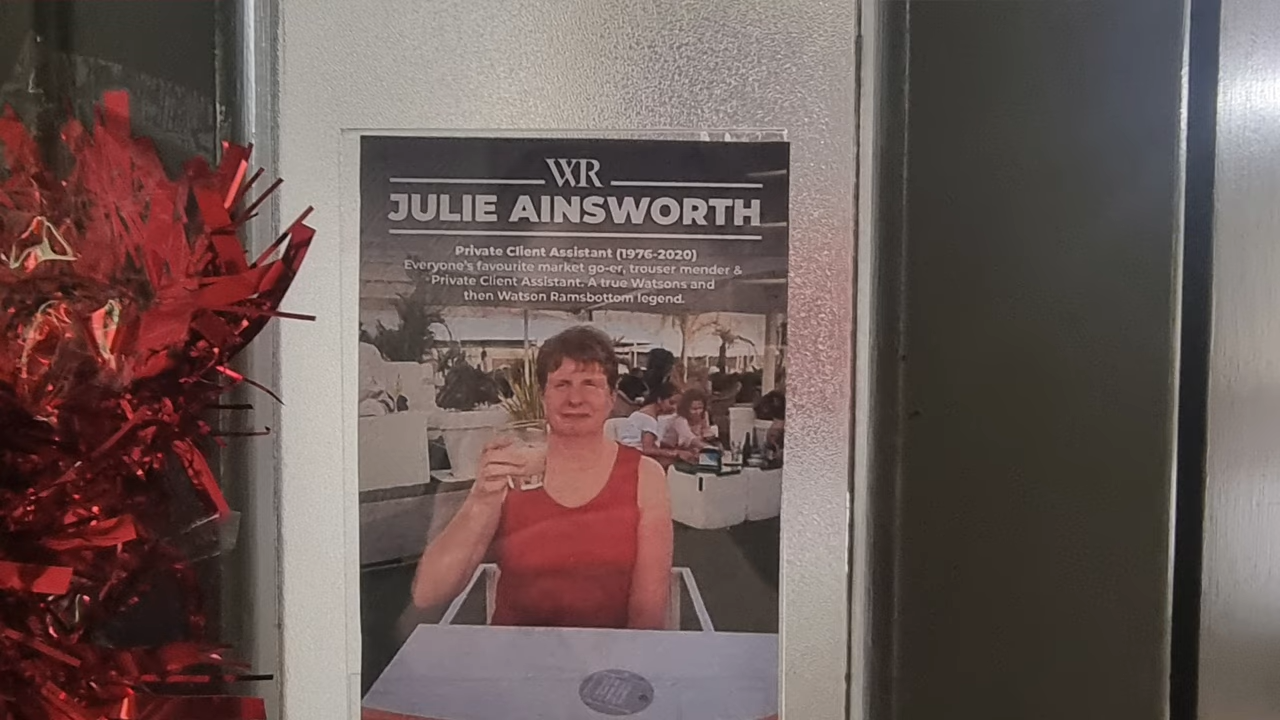 WR
JULIE AINSWORTH
Private Client Assistant (1976-2020)
Everyone's favourite market go-er, trouser mender &
Private Client Assistant. A true Watsons and
then Watson Ramsbottom legend.